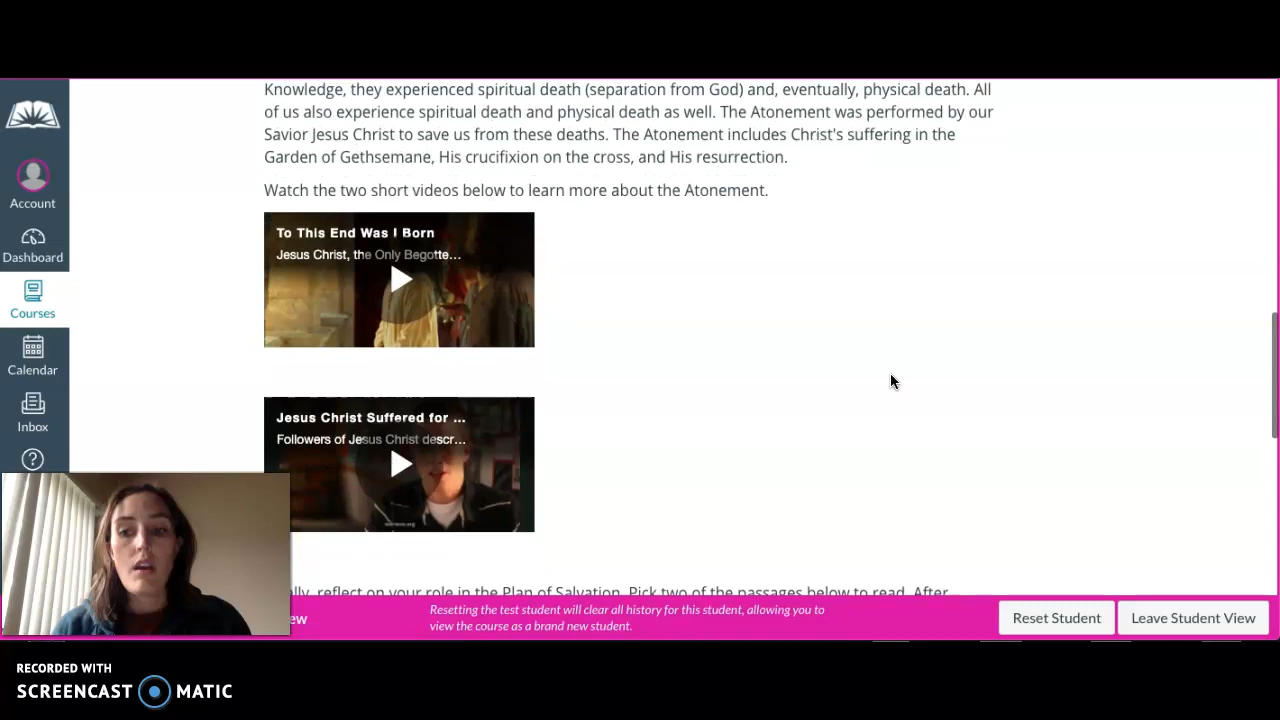 Knowledge, they experienced spiritual death (separation from God) and, eventually, physical death. All
of us also experience spiritual death and physical death as well. The Atonement was performed by our
Savior Jesus Christ to save us from these deaths. The Atonement includes Christ's suffering in the
Garden of Gethsemane, His crucifixion on the cross, and His resurrection.
Watch the two short videos below to learn more about the Atonement.
To This End Was I Born
Jesus Christ, the Only Begotte...
Jesus Christ Suffered for ...
Followers of Jesus Christ descr...
reflect on your role in the Plan of Salvation. Pick two of the passages below to read. After
Account
Dashboard
Courses
Calendar
Inbox
Resetting the test student will clear all history for this student, allowing you to
view the course as a brand new student.
Reset Student
Leave Student View
RECORDED WITH
SCREENCAST MATIC